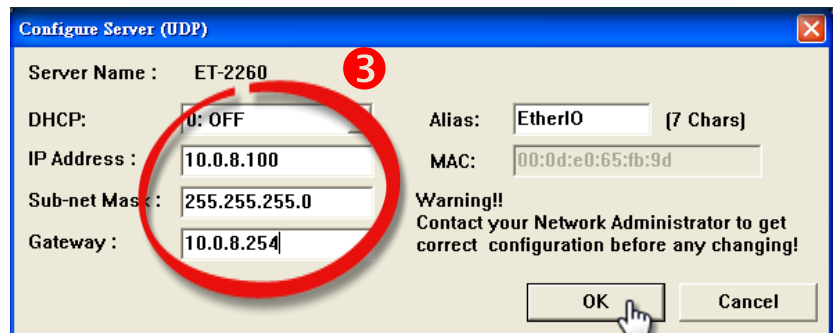 Configure Server (UDP)
Server Name : ET-2260
3
DHCP: 0: OFF
Alias: EtherIO (7 Chars)
IP Address : 10.0.8.100
MAC: 00:0d:e0:65:fb:9d
Sub-net Mask : 255.255.255.0
Gateway : 10.0.8.254
Warning!!
Contact your Network Administrator to get
correct configuration before any changing!
OK
Cancel